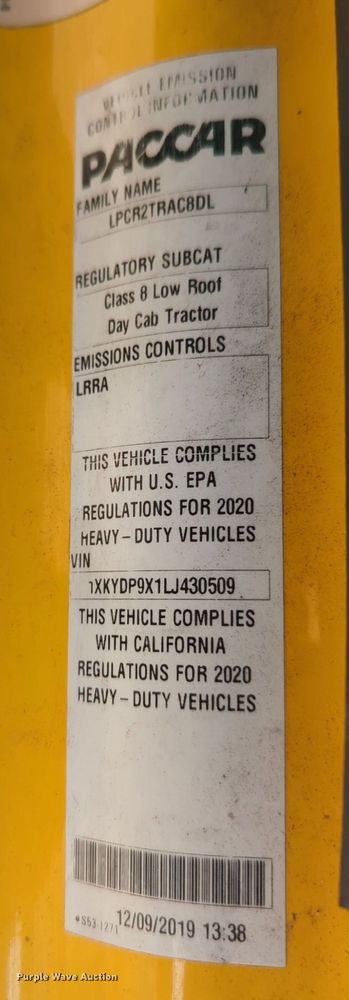 VEHICLE EMISSION
CONTROL INFORMATION
PACCAR
FAMILY NAME
LPCR2TRAC8DL
REGULATORY SUBCAT
Class 8 Low Roof
Day Cab Tractor
EMISSIONS CONTROLS
LRRA
THIS VEHICLE COMPLIES
WITH U.S. EPA
REGULATIONS FOR 2020
HEAVY-DUTY VEHICLES
VIN
1XKYDP9X1LJ430509
THIS VEHICLE COMPLIES
WITH CALIFORNIA
REGULATIONS FOR 2020
HEAVY-DUTY VEHICLES
S53-1271 12/09/2019 13:38
Purple Wave Auction